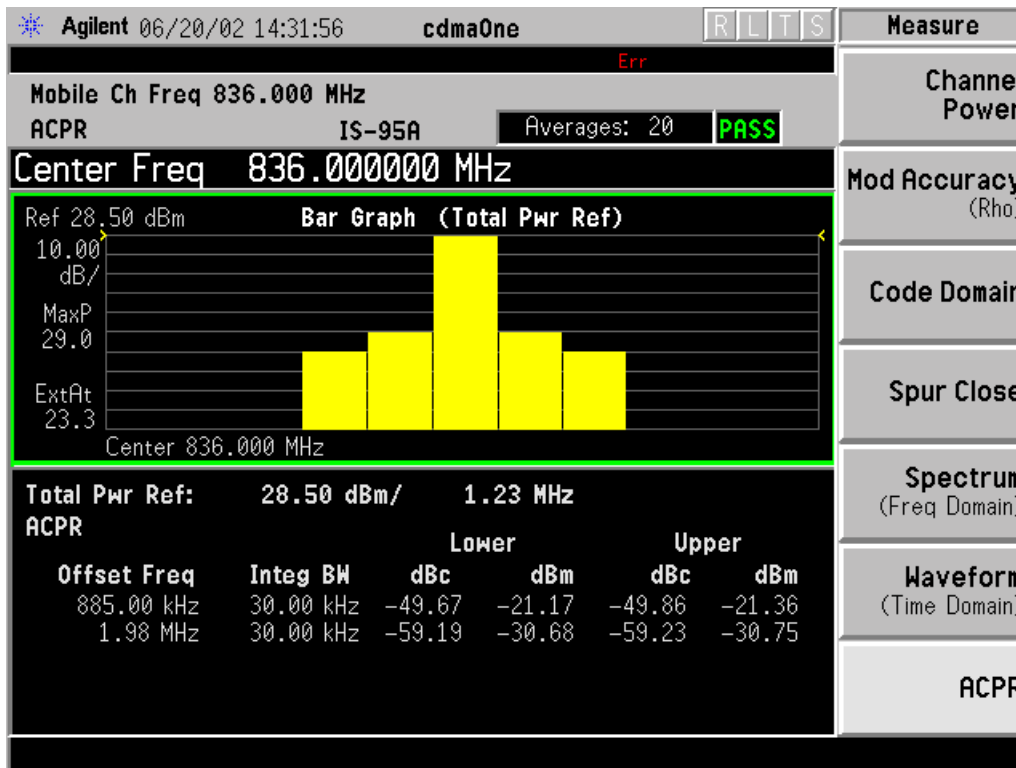 Agilent 06/20/02 14:31:56 cdmaOne R L T S
Err
Mobile Ch Freq 836.000 MHz
ACPR IS-95A Averages: 20 PASS
Center Freq 836.000000 MHz
Ref 28.50 dBm Bar Graph (Total Pwr Ref)
10.00
dB/
MaxP
29.0
ExtAt
23.3
Center 836.000 MHz
Total Pwr Ref: 28.50 dBm/ 1.23 MHz
ACPR
Lower Upper
Offset Freq Integ BW dBc dBm dBc dBm
885.00 kHz 30.00 kHz -49.67 -21.17 -49.86 -21.36
1.98 MHz 30.00 kHz -59.19 -30.68 -59.23 -30.75
Measure
Channe
Power
Mod Accuracy
(Rho)
Code Domain
Spur Close
Spectrum
(Freq Domain)
Waveform
(Time Domain)
ACPR